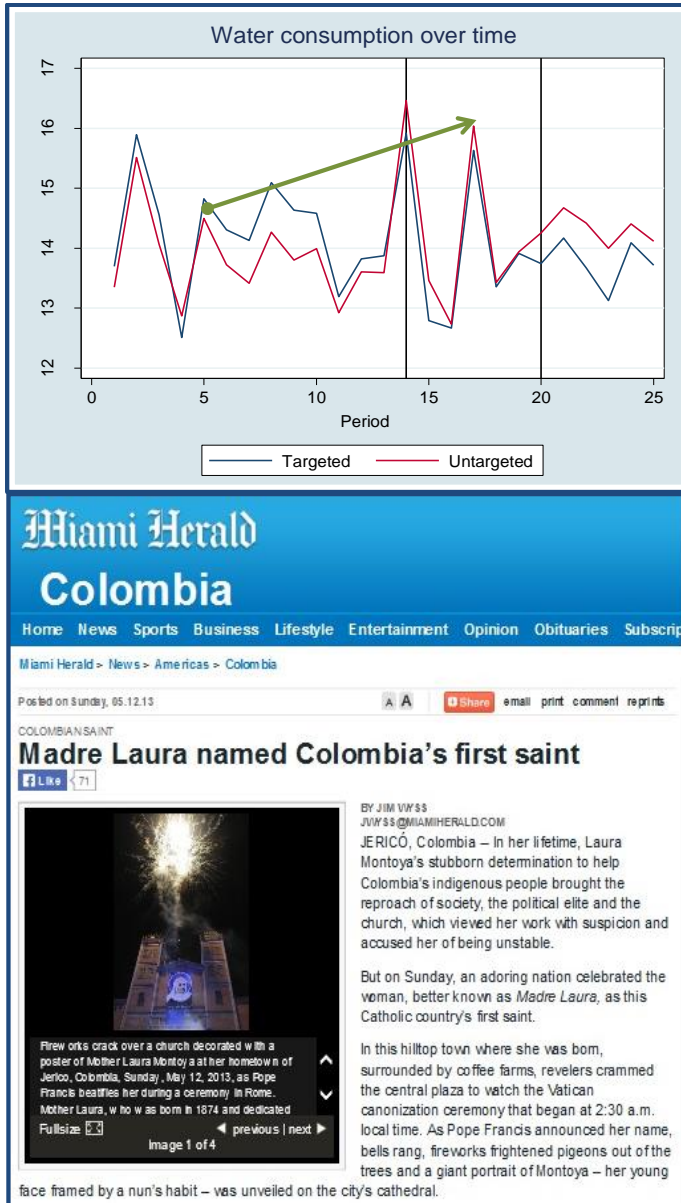 Water consumption over time
17
16
15
14
13
12
0 5 10 15 20 25
Period
Targeted Untargeted
Miami Herald
Colombia
Home News Sports Business Lifestyle Entertainment Opinion Obituaries Subscrip
Miami Herald > News > Americas > Colombia
Posted on Sunday, 05.12.13 A A Share email print comment reprints
COLOMBIAN SAINT
Madre Laura named Colombia's first saint
Like 71
BY JIM WYSS
JWYSS@MIAMIHERALD.COM
JERICÓ, Colombia – In her lifetime, Laura
Montoya's stubborn determination to help
Colombia's indigenous people brought the
reproach of society, the political elite and the
church, which viewed her work with suspicion and
accused her of being unstable.
But on Sunday, an adoring nation celebrated the
woman, better known as Madre Laura, as this
Catholic country's first saint.
In this hilltop town where she was born,
surrounded by coffee farms, revelers crammed
the central plaza to watch the Vatican
canonization ceremony that began at 2:30 a.m.
local time. As Pope Francis announced her name,
bells rang, fireworks frightened pigeons out of the
trees and a giant portrait of Montoya – her young
face framed by a nun's habit – was unveiled on the city's cathedral.
Fireworks crack over a church decorated with a
poster of Mother Laura Montoya at her hometown of
Jerico, Colombia, Sunday, May 12, 2013, as Pope
Francis beatifies her during a ceremony in Rome.
Mother Laura, who was born in 1874 and dedicated
Fullsize previous | next
Image 1 of 4